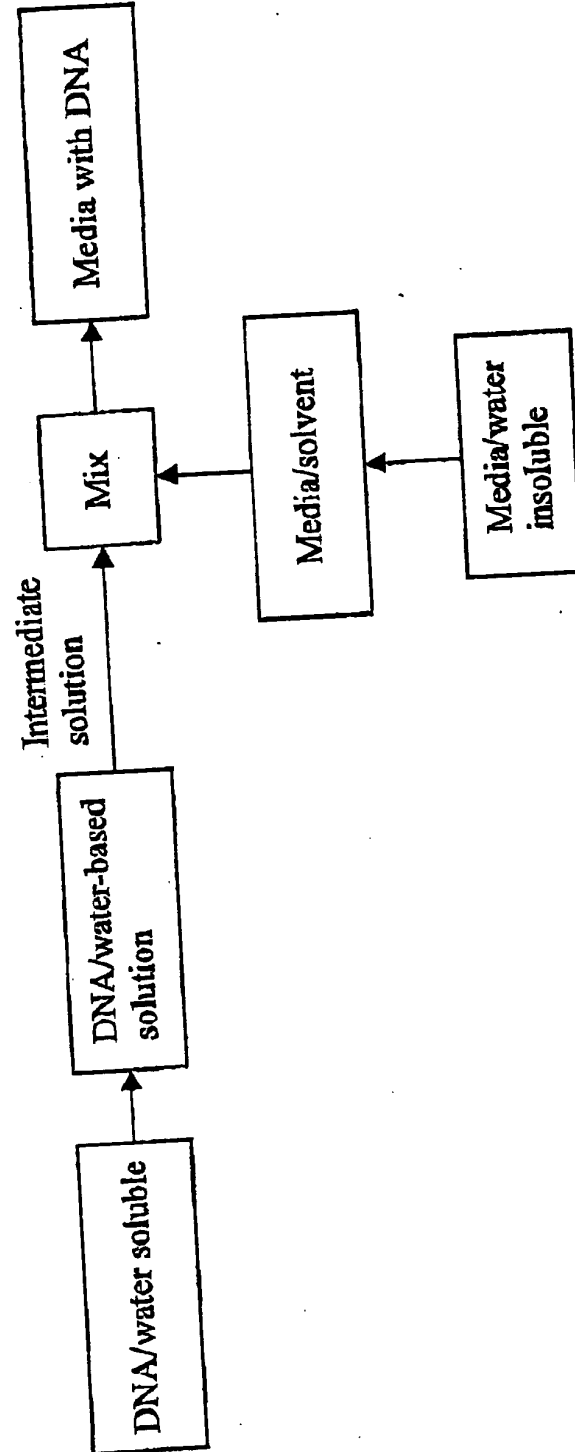 DNA/water soluble
DNA/water-based
solution
Intermediate
solution
Mix
Media with DNA
Media/solvent
Media/water
insoluble